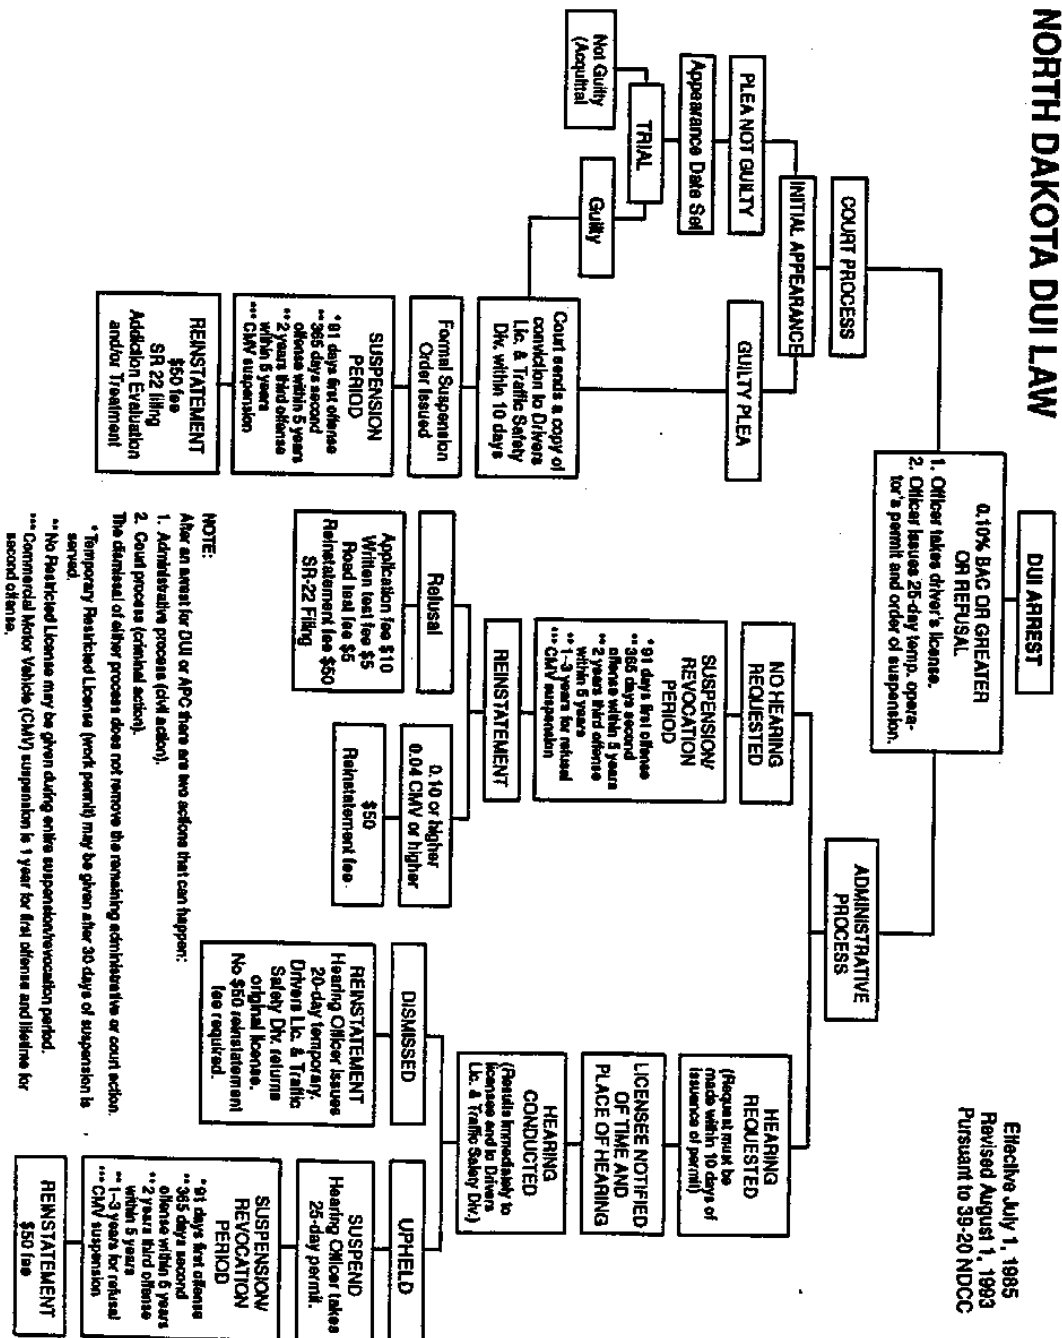 NORTH DAKOTA DUI LAW
Effective July 1, 1985
Revised August 1, 1993
Pursuant to 39-20 NDCC
DUI ARREST
0.10% BAC OR GREATER
OR REFUSAL
1. Officer takes driver's license.
2. Officer issues 25-day temp. opera-
tor's permit and order of suspension.
COURT PROCESS
INITIAL APPEARANCE
PLEA NOT GUILTY
Appearance Date Set
TRIAL
Not Guilty
(Acquittal)
Guilty
GUILTY PLEA
Court sends a copy of
conviction to Drivers
Lic. & Traffic Safety
Div. within 10 days
Formal Suspension
Order Issued
SUSPENSION
PERIOD
* 91 days first offense
** 365 days second
offense within 5 years
** 2 years third offense
within 5 years
*** CMV suspension
REINSTATEMENT
$50 fee
SR 22 filing
Addiction Evaluation
and/or Treatment
ADMINISTRATIVE
PROCESS
NO HEARING
REQUESTED
SUSPENSION/
REVOCATION
PERIOD
* 91 days first offense
** 365 days second
offense within 5 years
** 2 years third offense
within 5 years
** 1-3 years for refusal
*** CMV suspension
REINSTATEMENT
Refusal
Application fee $10
Written test fee $5
Road test fee $5
Reinstatement fee $50
SR-22 Filing
0.10 or higher
0.04 CMV or higher
Reinstatement fee
$50
HEARING
REQUESTED
(Request must be
made within 10 days of
issuance of permit)
LICENSEE NOTIFIED
OF TIME AND
PLACE OF HEARING
HEARING
CONDUCTED
(Results immediately to
licensee and to Drivers
Lic. & Traffic Safety Div.)
DISMISSED
REINSTATEMENT
Hearing Officer issues
20-day temporary.
Drivers Lic. & Traffic
Safety Div. returns
original license.
No $50 reinstatement
fee required.
UPHELD
SUSPEND
Hearing Officer takes
25-day permit.
SUSPENSION/
REVOCATION
PERIOD
* 91 days first offense
** 365 days second
offense within 5 years
** 2 years third offense
within 5 years
** 1-3 years for refusal
*** CMV suspension
REINSTATEMENT
$50 fee
NOTE:
After an arrest for DUI or APC there are two actions that can happen:
1. Administrative process (civil action).
2. Court process (criminal action).
The dismissal of either process does not remove the remaining administrative or court action.
* Temporary Restricted License (work permit) may be given after 30 days of suspension is
served.
** No Restricted License may be given during entire suspension/revocation period.
*** Commercial Motor Vehicle (CMV) suspension is 1 year for first offense and lifetime for
second offense.